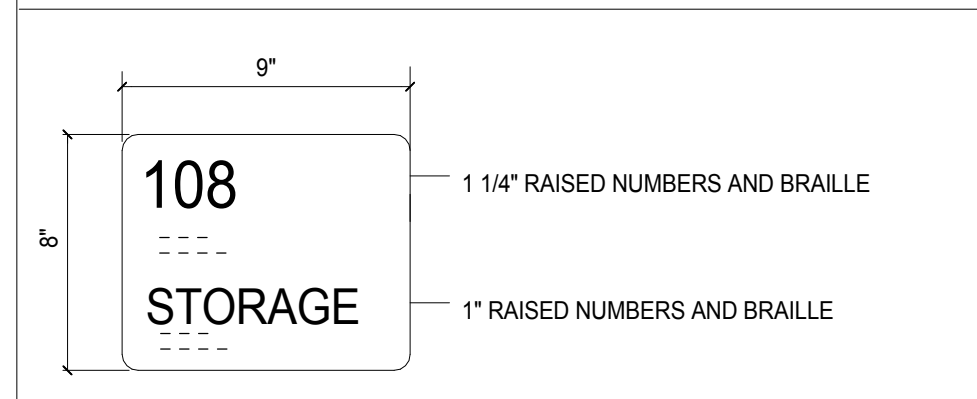 9"
108
1 1/4" RAISED NUMBERS AND BRAILLE
8"
STORAGE
1" RAISED NUMBERS AND BRAILLE